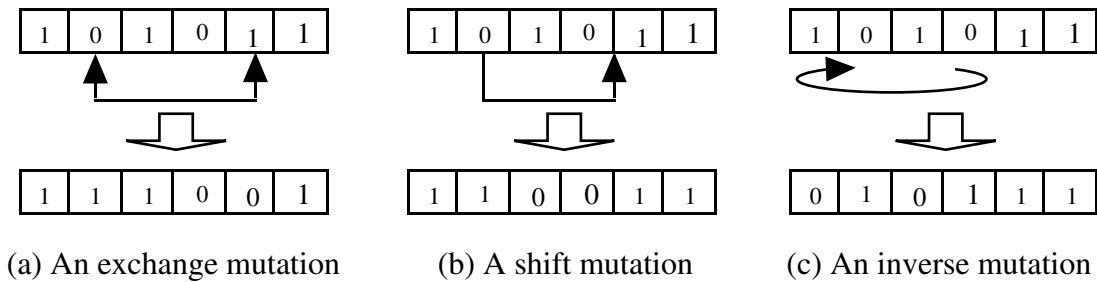 1 0 1 0 1 1 1 0 1 0 1 1 1 0 1 0 1 1
1 1 1 0 0 1 1 1 0 0 1 1 0 1 0 1 1 1
(a) An exchange mutation (b) A shift mutation (c) An inverse mutation